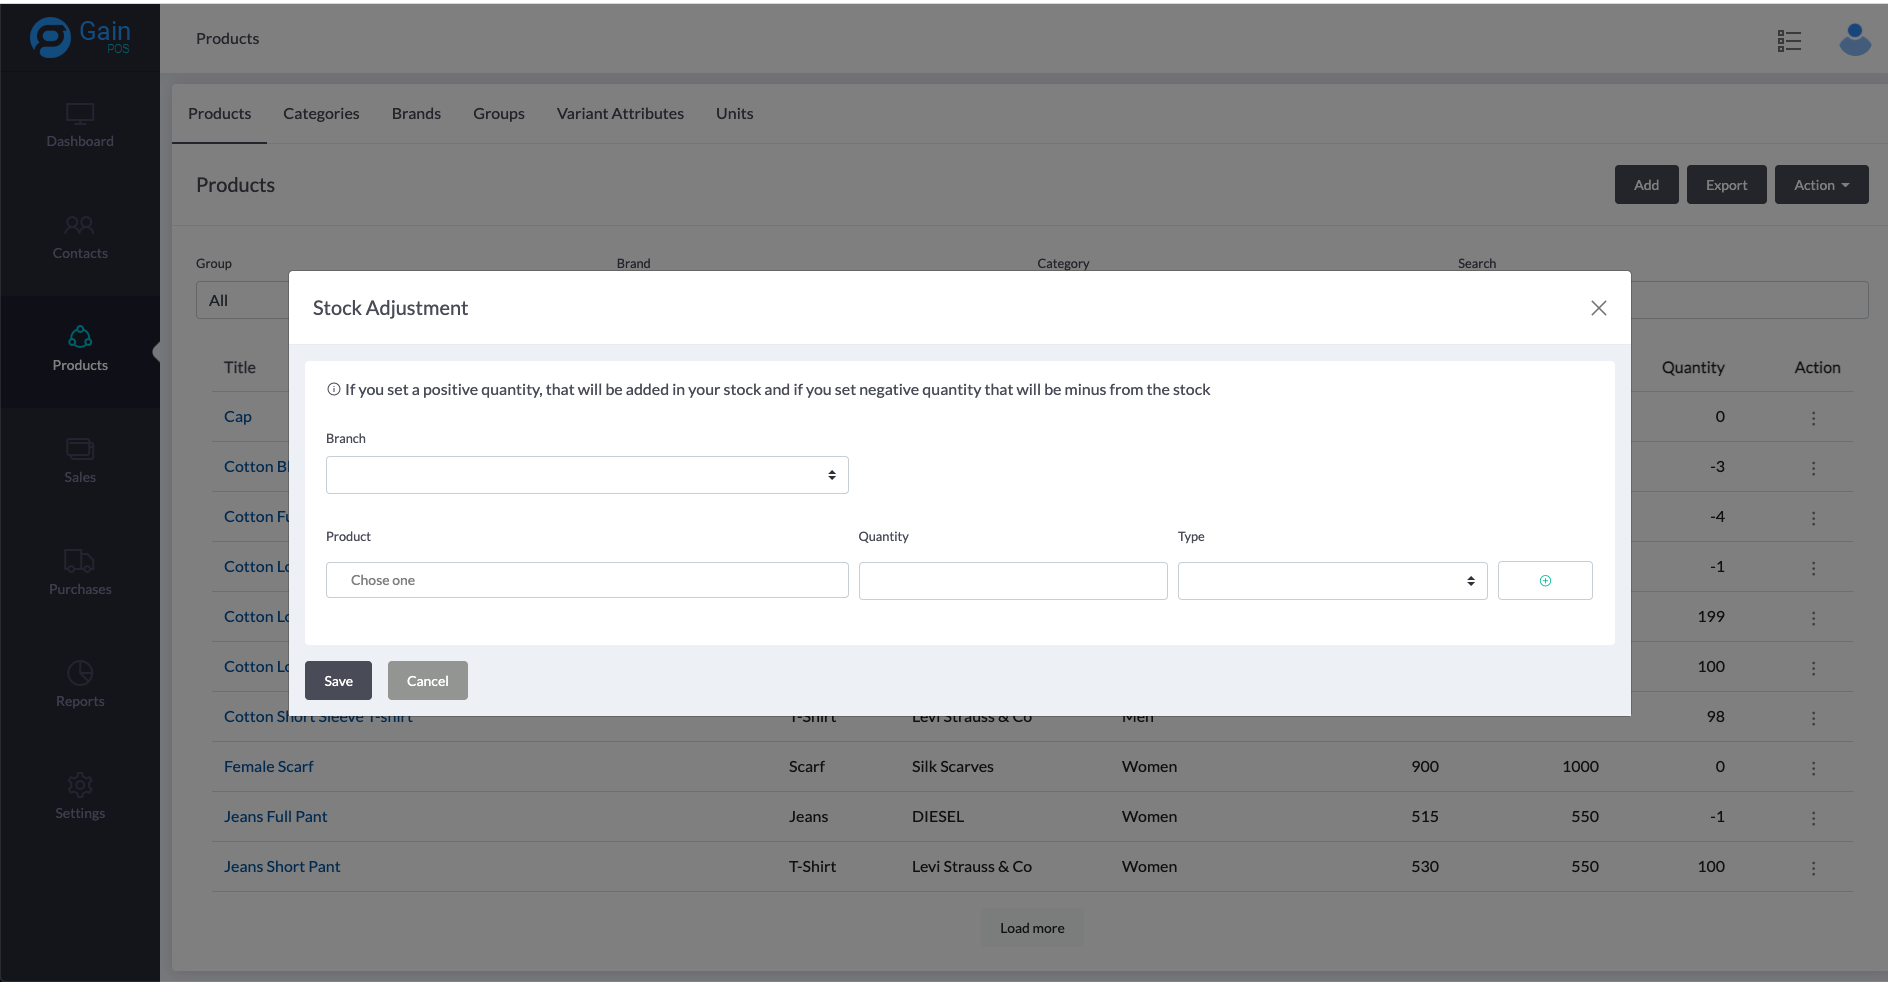 Gain
POS
Products
Dashboard
Contacts
Products
Sales
Purchases
Reports
Settings
Products Categories Brands Groups Variant Attributes Units
Products
Add Export Action
Group Brand Category Search
All
Stock Adjustment
If you set a positive quantity, that will be added in your stock and if you set negative quantity that will be minus from the stock
Branch
Product Quantity Type
Chose one
Save Cancel
Title Quantity Action
Cap 0
Cotton -3
Cotton -4
Cotton -1
Cotton 199
Cotton 100
Cotton Short Sleeve T-shirt T-Shirt Levi Strauss & Co Men 98
Female Scarf Scarf Silk Scarves Women 900 1000 0
Jeans Full Pant Jeans DIESEL Women 515 550 -1
Jeans Short Pant T-Shirt Levi Strauss & Co Women 530 550 100
Load more